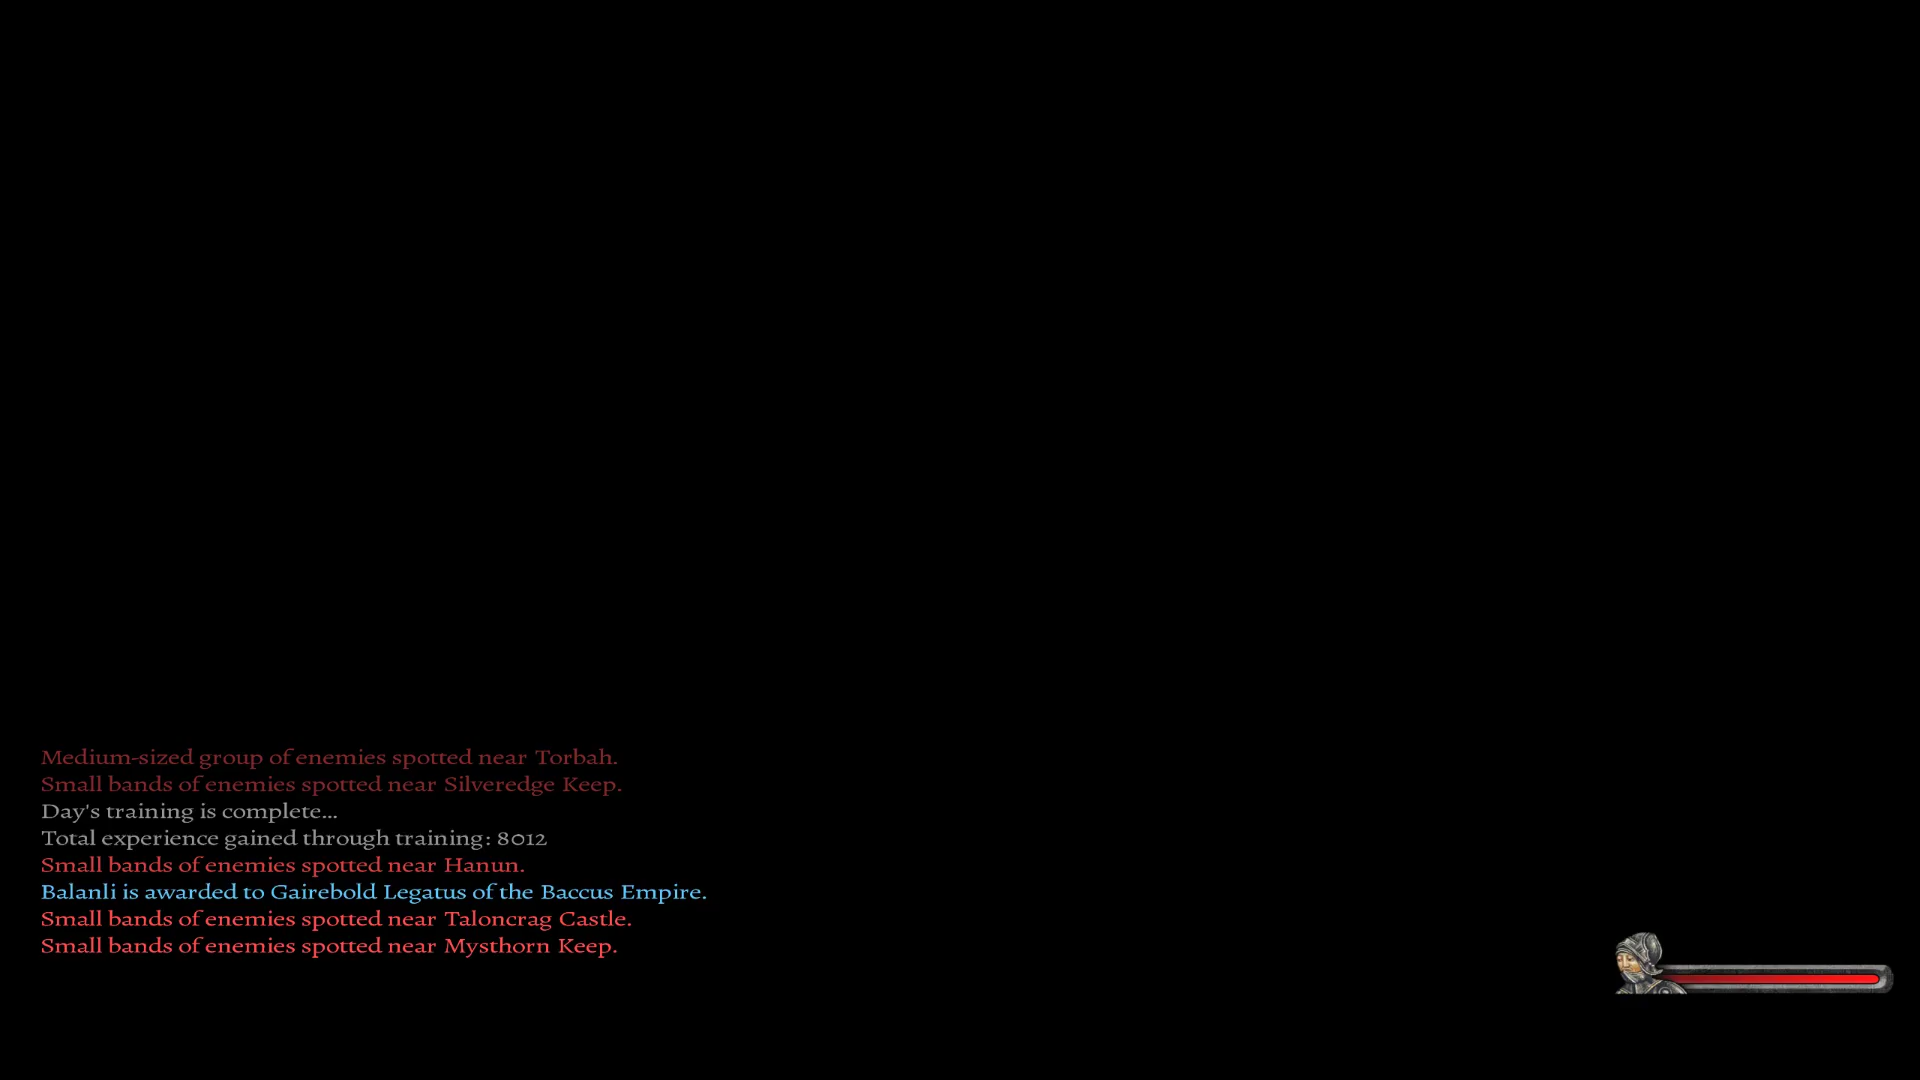 Medium-sized group of enemies spotted near Torbah.
Small bands of enemies spotted near Silveredge Keep.
Day's training is complete...
Total experience gained through training: 8012
Small bands of enemies spotted near Hanun.
Balanli is awarded to Gairebold Legatus of the Baccus Empire.
Small bands of enemies spotted near Taloncrag Castle.
Small bands of enemies spotted near Mysthorn Keep.